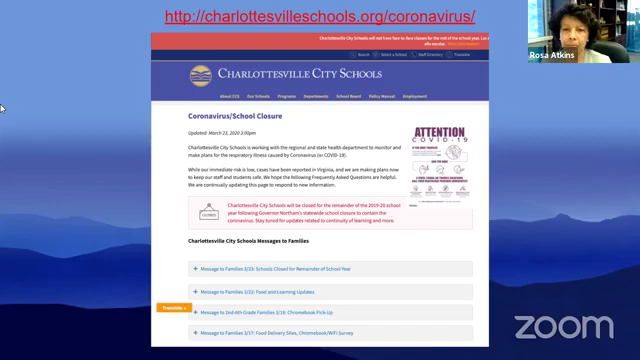 http://charlottesvilleschools.org/coronavirus/
Charlottesville City Schools will not have face-to-face classes for the rest of the school year. Las
Search
Select a School
Staff Directory
Translate
CHARLOTTESVILLE CITY SCHOOLS
About CCS Our Schools Programs Departments School Board Policy Manual Employment
Coronavirus/School Closure
Updated: March 23, 2020 3:00pm
Charlottesville City Schools is working with the regional and state health department to monitor and
make plans for the respiratory illness caused by Coronavirus (or COVID-19).
While our immediate risk is low, cases have been reported in Virginia, and we are making plans now
to keep our staff and students safe. We hope the following Frequently Asked Questions are helpful.
We are continually updating this page to respond to new information.
ATTENTION
COVID-19
CLOSED
Charlottesville City Schools will be closed for the remainder of the 2019-20 school
year following Governor Northam's statewide school closure to contain the
coronavirus. Stay tuned for updates related to continuity of learning and more.
Charlottesville City Schools Messages to Families
+ Message to Families 3/23: Schools Closed for Remainder of School Year
+ Message to Families 3/22: Food and Learning Updates
Translate »
+ Message to 2nd-6th Grade Families 3/18: Chromebook Pick-Up
+ Message to Families 3/17: Food Delivery Sites, Chromebook/WiFi Survey
Rosa Atkins
zoom